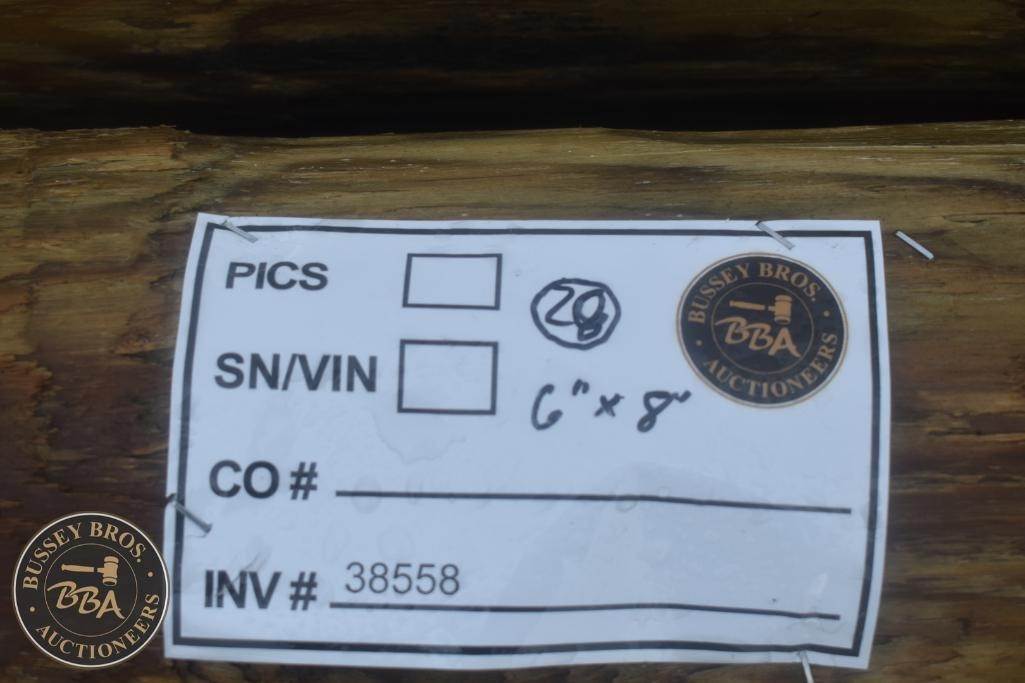 PICS
28
BUSSEY BROS.
BBA
AUCTIONEERS
SN/VIN
6" x 8"
CO #
INV # 38558
BUSSEY BROS.
BBA
AUCTIONEERS